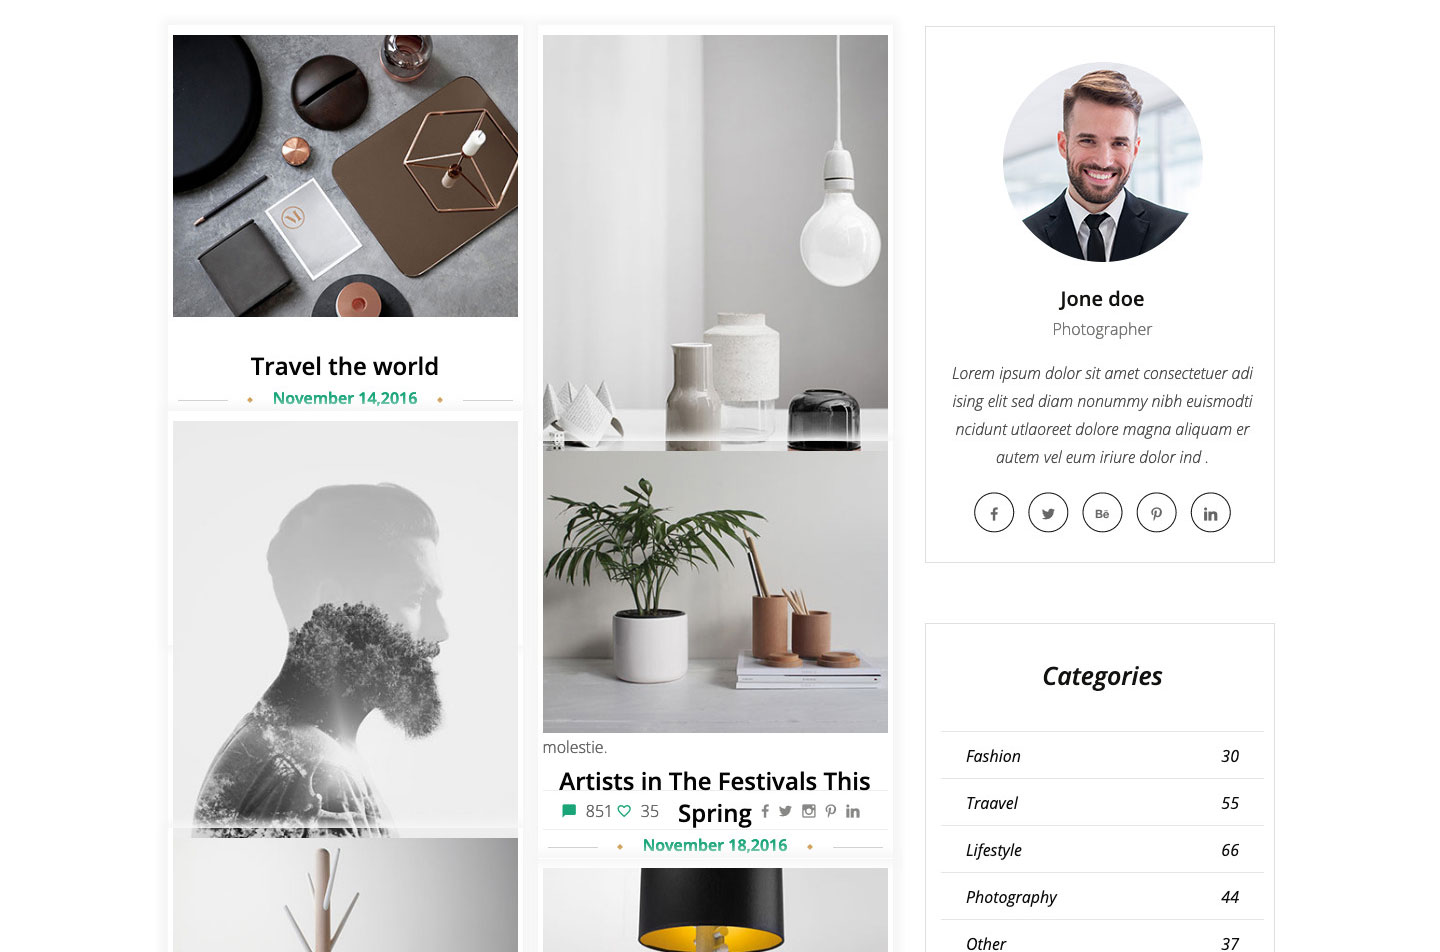 M
Travel the world
November 14,2016
molestie.
Artists in The Festivals This
851 35 Spring
November 18,2016
Jone doe
Photographer
Lorem ipsum dolor sit amet consectetuer adi
ising elit sed diam nonummy nibh euismodti
ncidunt utlaoreet dolore magna aliquam er
autem vel eum iriure dolor ind .
Bē
Categories
Fashion 30
Traavel 55
Lifestyle 66
Photography 44
Other 37